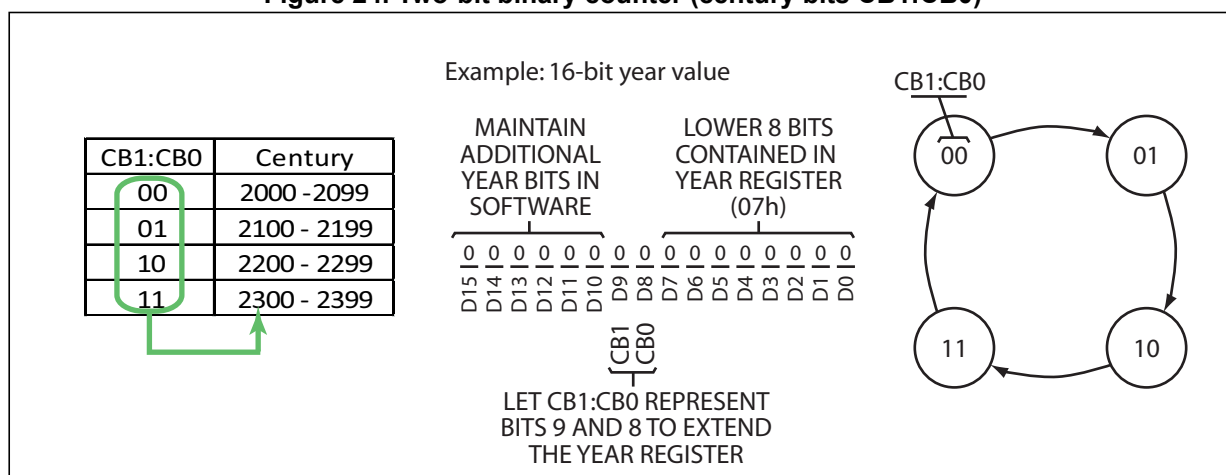 Figure 24. Two-bit binary counter (century bits CB1:CB0)
Example: 16-bit year value
CB1:CB0 Century
00 2000 -2099
01 2100 - 2199
10 2200 - 2299
11 2300 - 2399
MAINTAIN
ADDITIONAL
YEAR BITS IN
SOFTWARE
LOWER 8 BITS
CONTAINED IN
YEAR REGISTER
(07h)
0 0 0 0 0 0 0 0 0 0 0 0 0 0 0 0
D15 D14 D13 D12 D11 D10 D9 D8 D7 D6 D5 D4 D3 D2 D1 D0
CB1 CB0
LET CB1:CB0 REPRESENT
BITS 9 AND 8 TO EXTEND
THE YEAR REGISTER
CB1:CB0
00
01
11
10